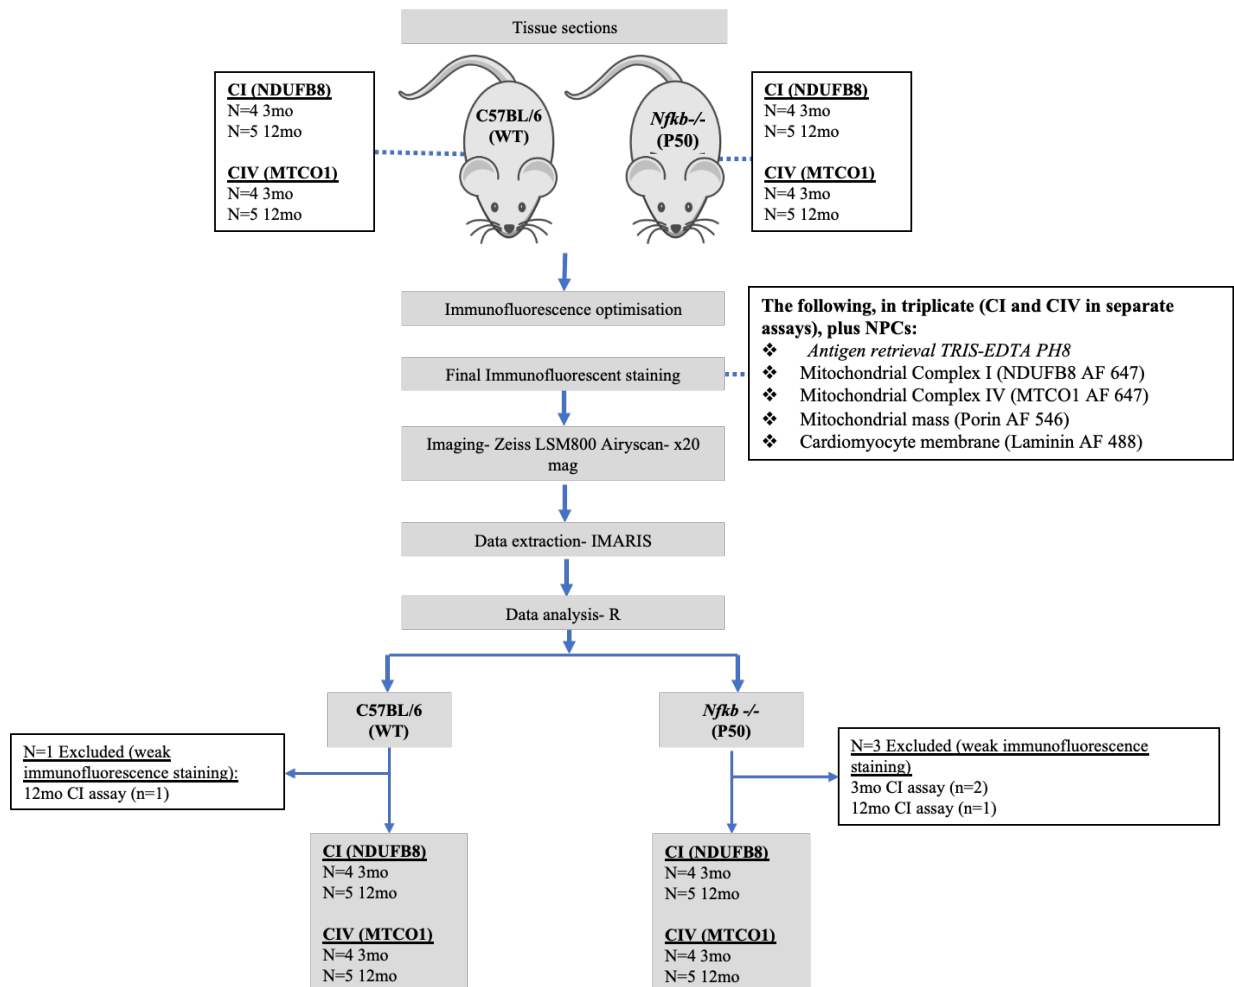 Tissue sections
CI (NDUFB8)
N=4 3mo
N=5 12mo
CIV (MTCO1)
N=4 3mo
N=5 12mo
C57BL/6
(WT)
Nfkb-/-
(P50)
CI (NDUFB8)
N=4 3mo
N=5 12mo
CIV (MTCO1)
N=4 3mo
N=5 12mo
Immunofluorescence optimisation
Final Immunofluorescent staining
The following, in triplicate (CI and CIV in separate
assays), plus NPCs:
❖ Antigen retrieval TRIS-EDTA PH8
❖ Mitochondrial Complex I (NDUFB8 AF 647)
❖ Mitochondrial Complex IV (MTCO1 AF 647)
❖ Mitochondrial mass (Porin AF 546)
❖ Cardiomyocyte membrane (Laminin AF 488)
Imaging- Zeiss LSM800 Airyscan- x20
mag
Data extraction- IMARIS
Data analysis- R
C57BL/6
(WT)
Nfkb -/-
(P50)
N=1 Excluded (weak
immunofluorescence staining):
12mo CI assay (n=1)
N=3 Excluded (weak immunofluorescence
staining)
3mo CI assay (n=2)
12mo CI assay (n=1)
CI (NDUFB8)
N=4 3mo
N=5 12mo
CIV (MTCO1)
N=4 3mo
N=5 12mo
CI (NDUFB8)
N=4 3mo
N=5 12mo
CIV (MTCO1)
N=4 3mo
N=5 12mo